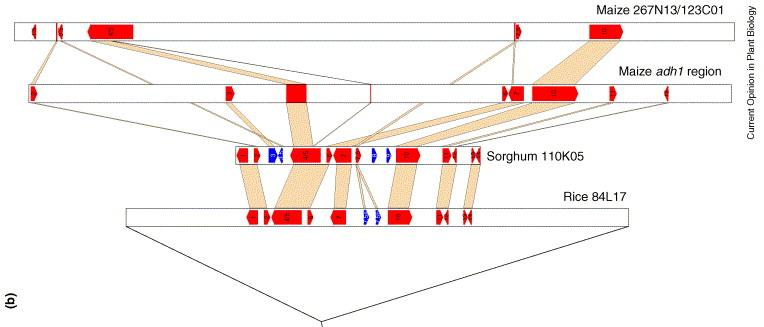 Maize 267N13/123C01
Maize adh1 region
Sorghum 110K05
Rice 84L17
(b)
Current Opinion in Plant Biology